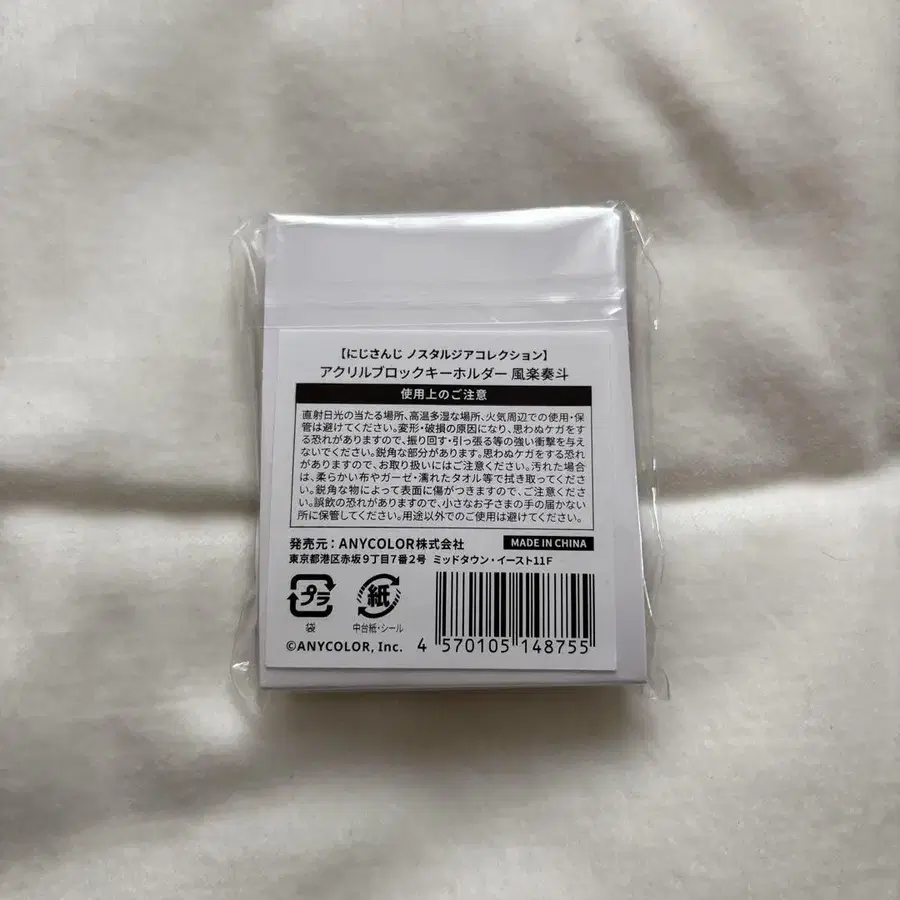 【にじさんじ ノスタルジアコレクション】
アクリルブロックキーホルダー 風楽奏斗
使用上のご注意
直射日光の当たる場所、高温多湿な場所、火気周辺での使用・保
管は避けてください。変形・破損の原因になり、思わぬケガをす
る恐れがありますので、振り回す・引っ張る等の強い衝撃を与え
ないでください。鋭角な部分があります。思わぬケガをする恐れ
がありますので、お取り扱いにはご注意ください。汚れた場合
は、柔らかい布やガーゼ・濡れたタオル等で拭き取ってください
。鋭角な物によって表面に傷がつきますので、ご注意ください
。誤飲の恐れがありますので、小さなお子さまの手の届かない
所に保管してください。用途以外でのご使用は避けてください。
発売元：ANYCOLOR株式会社 MADE IN CHINA
東京都港区赤坂9丁目7番2号 ミッドタウン・イースト11F
プラ 紙
袋 中台紙・シール
©ANYCOLOR, Inc. 4 570105 148755